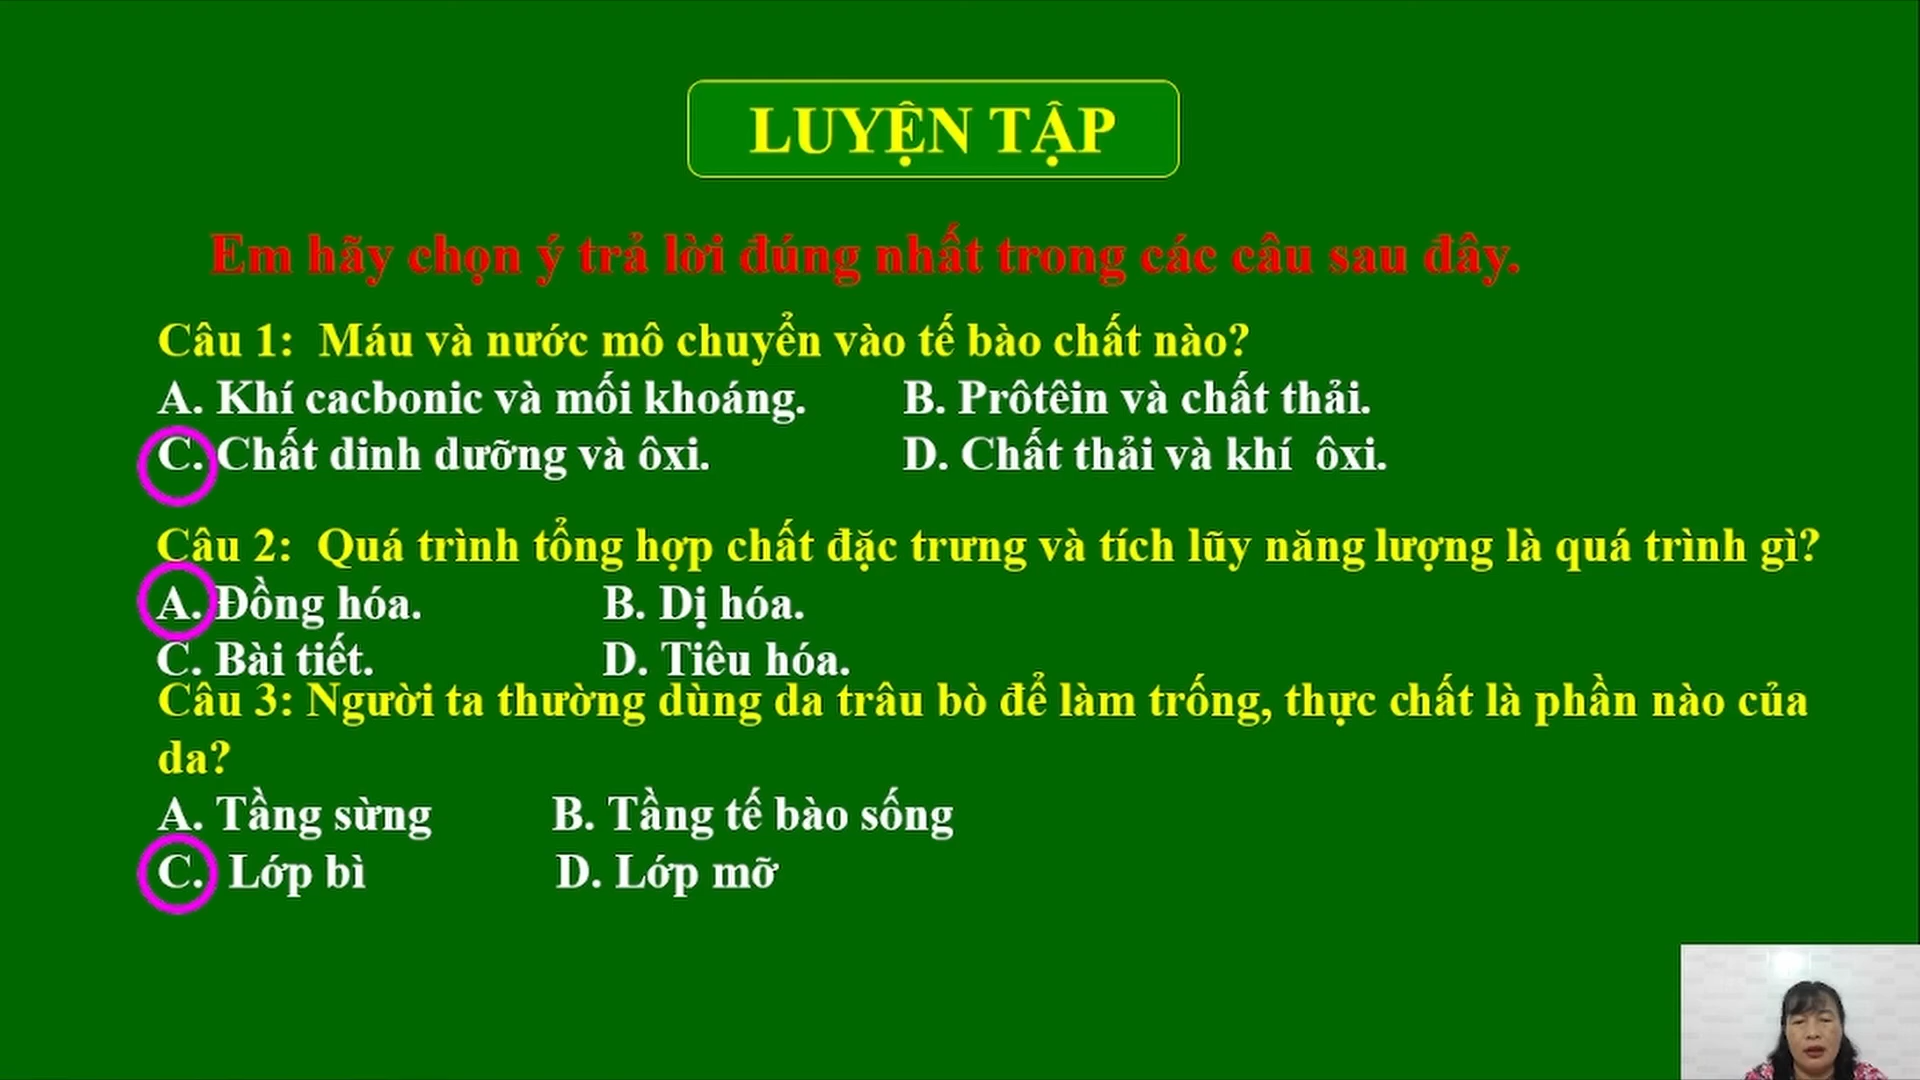 LUYỆN TẬP
Em hãy chọn ý trả lời đúng nhất trong các câu sau đây.
Câu 1: Máu và nước mô chuyển vào tế bào chất nào?
A. Khí cacbonic và mối khoáng. B. Prôtêin và chất thải.
C. Chất dinh dưỡng và ôxi. D. Chất thải và khí ôxi.
Câu 2: Quá trình tổng hợp chất đặc trưng và tích lũy năng lượng là quá trình gì?
A. Đồng hóa. B. Dị hóa.
C. Bài tiết. D. Tiêu hóa.
Câu 3: Người ta thường dùng da trâu bò để làm trống, thực chất là phần nào của
da?
A. Tầng sừng B. Tầng tế bào sống
C. Lớp bì D. Lớp mỡ